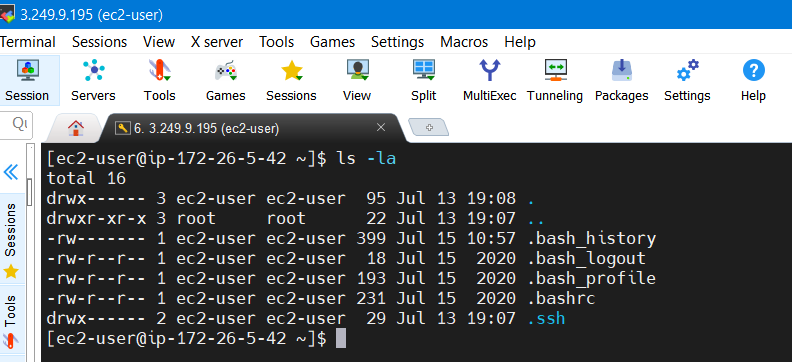 3.249.9.195 (ec2-user)
Terminal Sessions View X server Tools Games Settings Macros Help
Session Servers Tools Games Sessions View Split MultiExec Tunneling Packages Settings Help
6. 3.249.9.195 (ec2-user)
Sessions
Tools
[ec2-user@ip-172-26-5-42 ~]$ ls -la
total 16
drwx------ 3 ec2-user ec2-user  95 Jul 13 19:08 .
drwxr-xr-x 3 root     root      22 Jul 13 19:07 ..
-rw------- 1 ec2-user ec2-user 399 Jul 15 10:57 .bash_history
-rw-r--r-- 1 ec2-user ec2-user  18 Jul 15  2020 .bash_logout
-rw-r--r-- 1 ec2-user ec2-user 193 Jul 15  2020 .bash_profile
-rw-r--r-- 1 ec2-user ec2-user 231 Jul 15  2020 .bashrc
drwx------ 2 ec2-user ec2-user  29 Jul 13 19:07 .ssh
[ec2-user@ip-172-26-5-42 ~]$